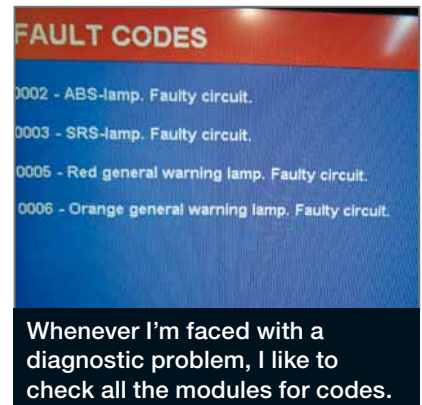 FAULT CODES
0002 - ABS-lamp. Faulty circuit.
0003 - SRS-lamp. Faulty circuit.
0005 - Red general warning lamp. Faulty circuit.
0006 - Orange general warning lamp. Faulty circuit.
Whenever I’m faced with a
diagnostic problem, I like to
check all the modules for codes.